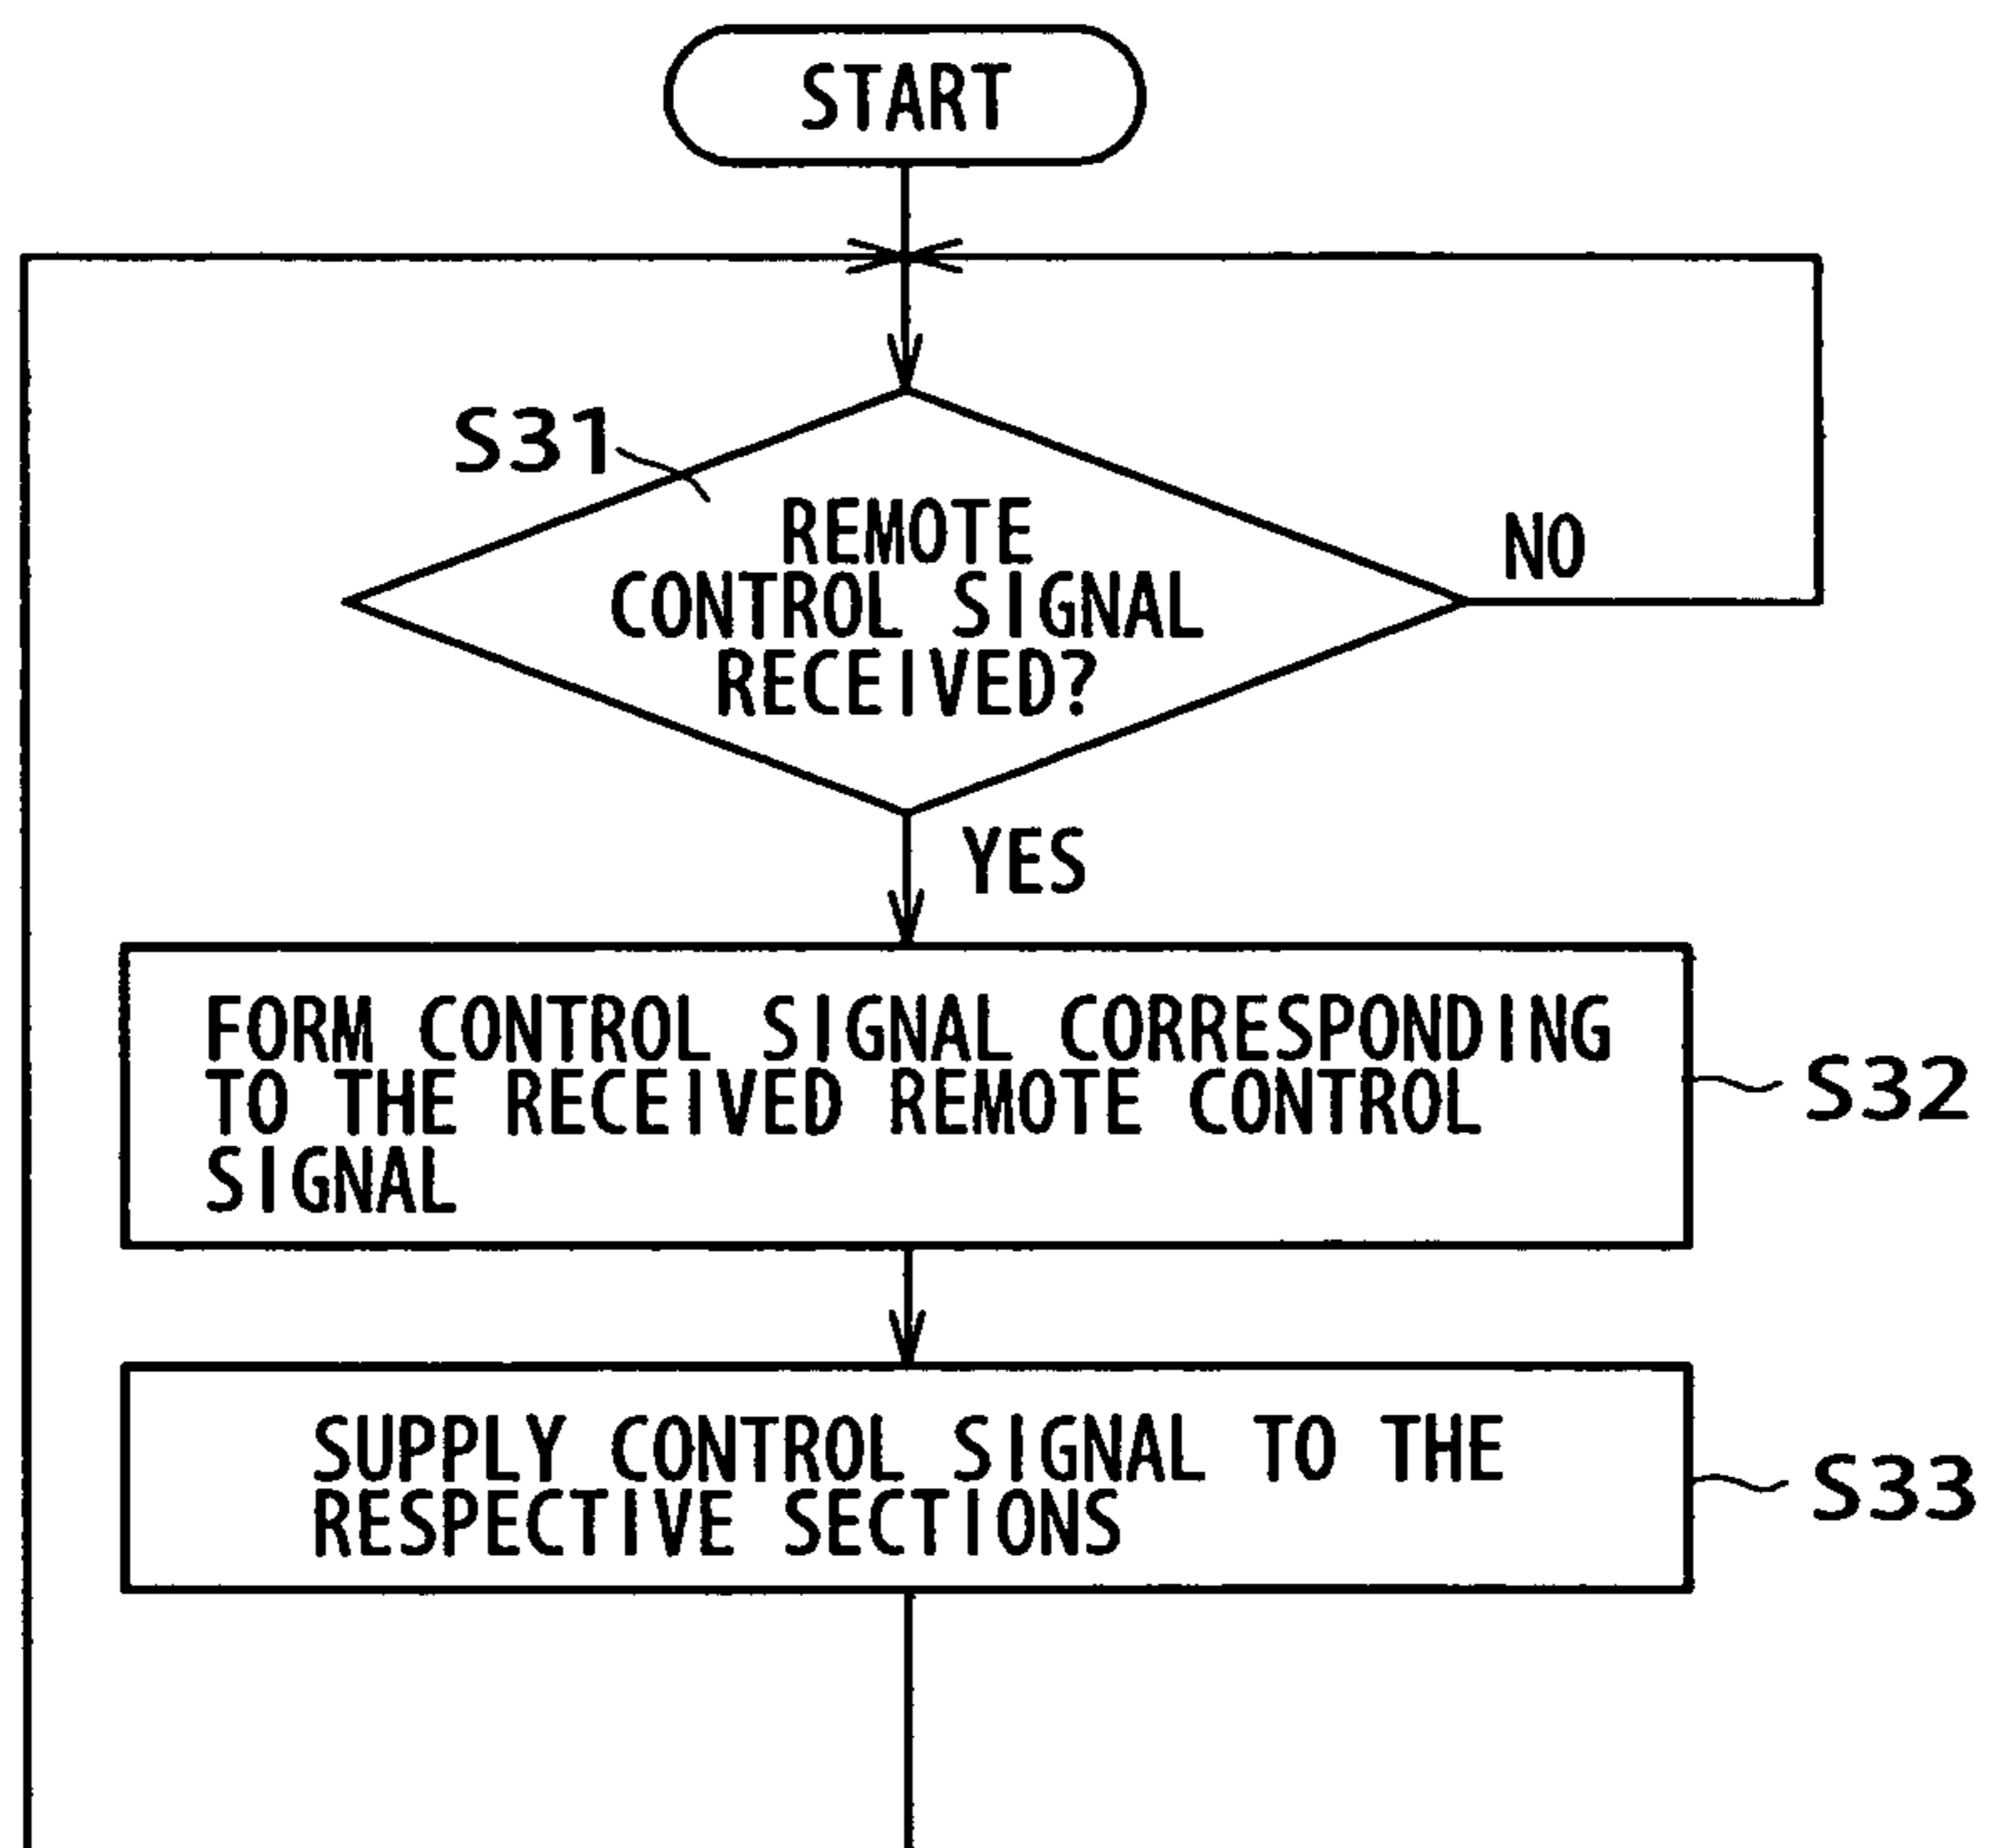 START
S31
REMOTE
CONTROL SIGNAL
RECEIVED?
NO
YES
FORM CONTROL SIGNAL CORRESPONDING
TO THE RECEIVED REMOTE CONTROL
SIGNAL
S32
SUPPLY CONTROL SIGNAL TO THE
RESPECTIVE SECTIONS
S33